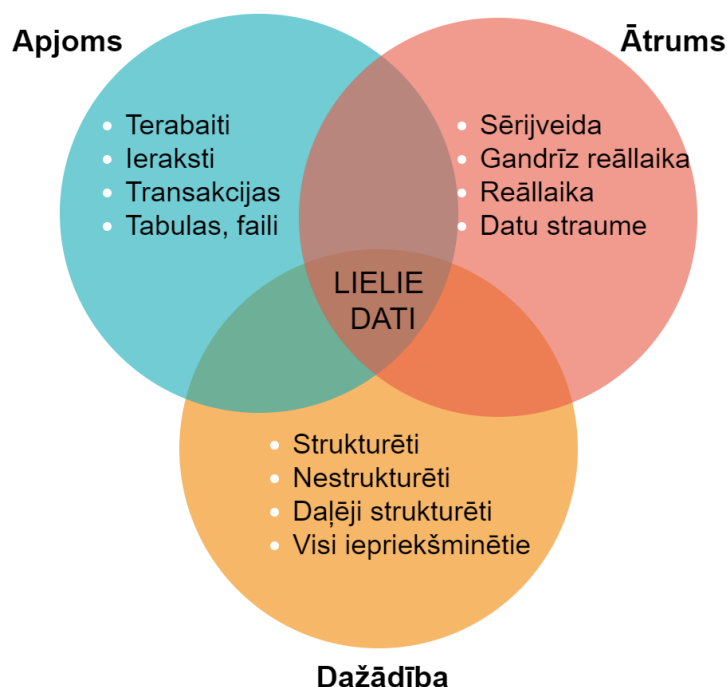 Apjoms
Ātrums
Terabaiti
Ieraksti
Transakcijas
Tabulas, faili
Sērijveida
Gandrīz reāllaika
Reāllaika
Datu straume
LIELIE
DATI
Strukturēti
Nestrukturēti
Daļēji strukturēti
Visi iepriekšminētie
Dažādība